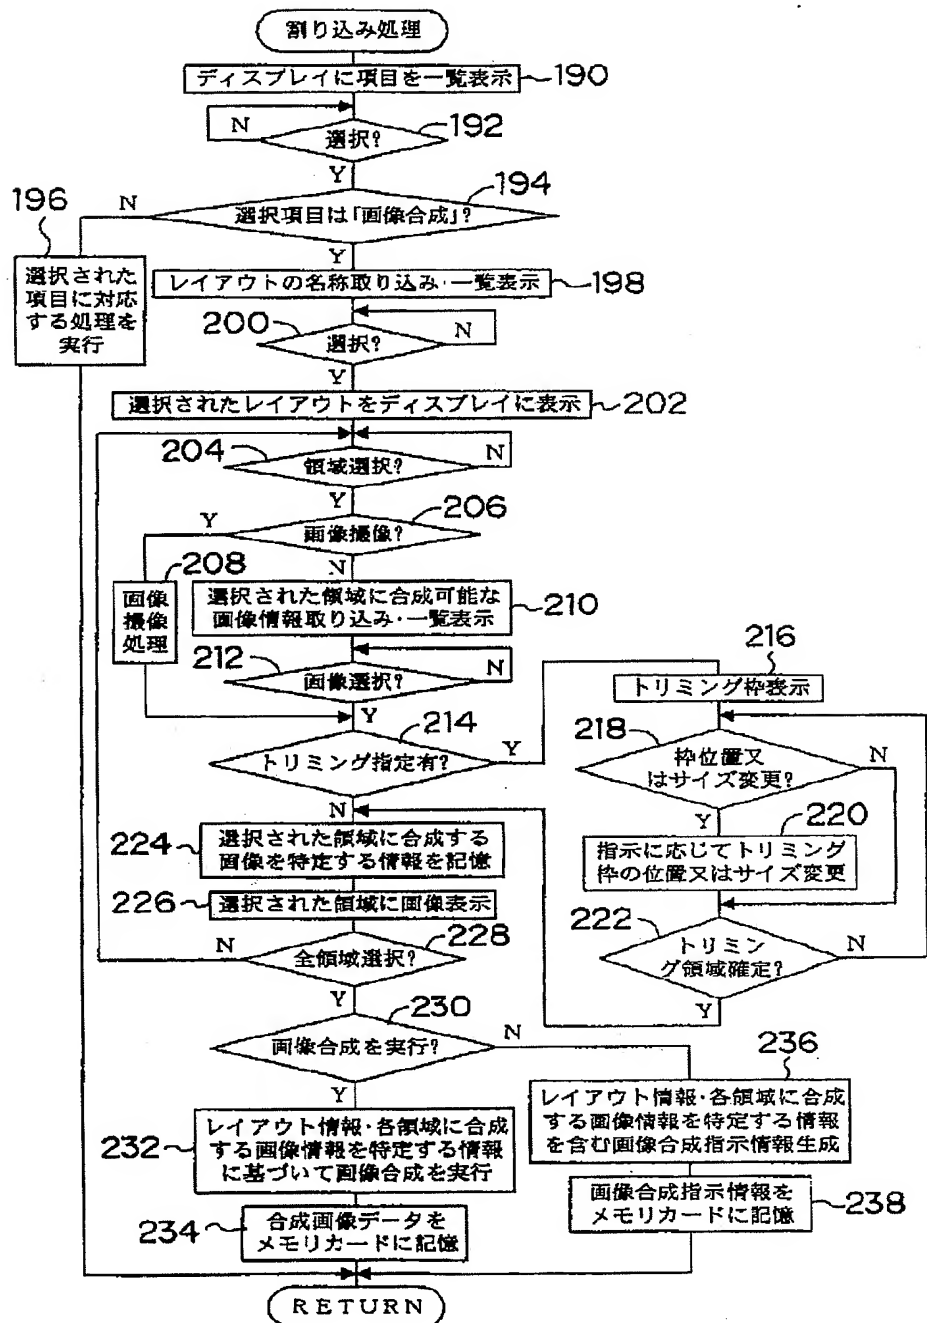 割り込み処理
ディスプレイに項目を一覧表示
190
N
192
選択?
Y
194
196
N
選択項目は「画像合成」?
Y
選択された
項目に対応
する処理を
実行
レイアウトの名称取り込み・一覧表示
198
200
N
選択?
Y
選択されたレイアウトをディスプレイに表示
202
204
領域選択?
N
Y
206
Y
画像撮像?
N
208
画像
撮像
処理
選択された領域に合成可能な
画像情報取り込み・一覧表示
210
212
N
画像選択?
Y
216
トリミング枠表示
214
トリミング指定有?
Y
N
218
枠位置又
はサイズ変更?
N
Y
220
指示に応じてトリミング
枠の位置又はサイズ変更
224
選択された領域に合成する
画像を特定する情報を記憶
226
選択された領域に画像表示
222
トリミン
グ領域確定?
N
Y
228
N
全領域選択?
Y
230
画像合成を実行?
N
Y
236
レイアウト情報・各領域に合成
する画像情報を特定する情報
を含む画像合成指示情報生成
232
レイアウト情報・各領域に合成
する画像情報を特定する情報
に基づいて画像合成を実行
画像合成指示情報を
メモリカードに記憶
238
234
合成画像データを
メモリカードに記憶
RETURN